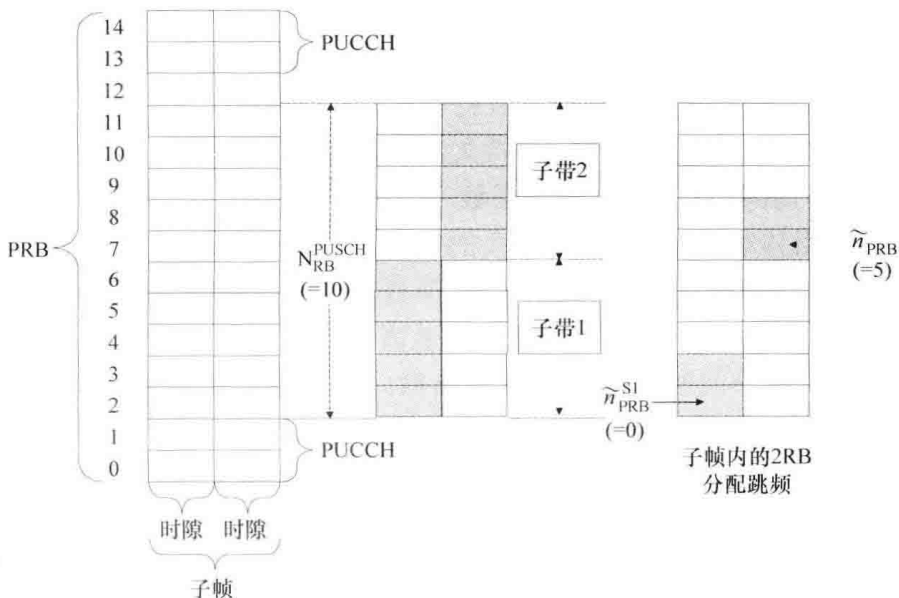 14
13
12
11
10
9
8
7
6
5
4
3
2
1
0
PRB
PUCCH
PUCCH
时隙 时隙
子帧
N_RB^PUSCH
(=10)
子带2
子带1
ñ_PRB
(=5)
ñ_PRB^S1
(=0)
子帧内的2RB
分配跳频